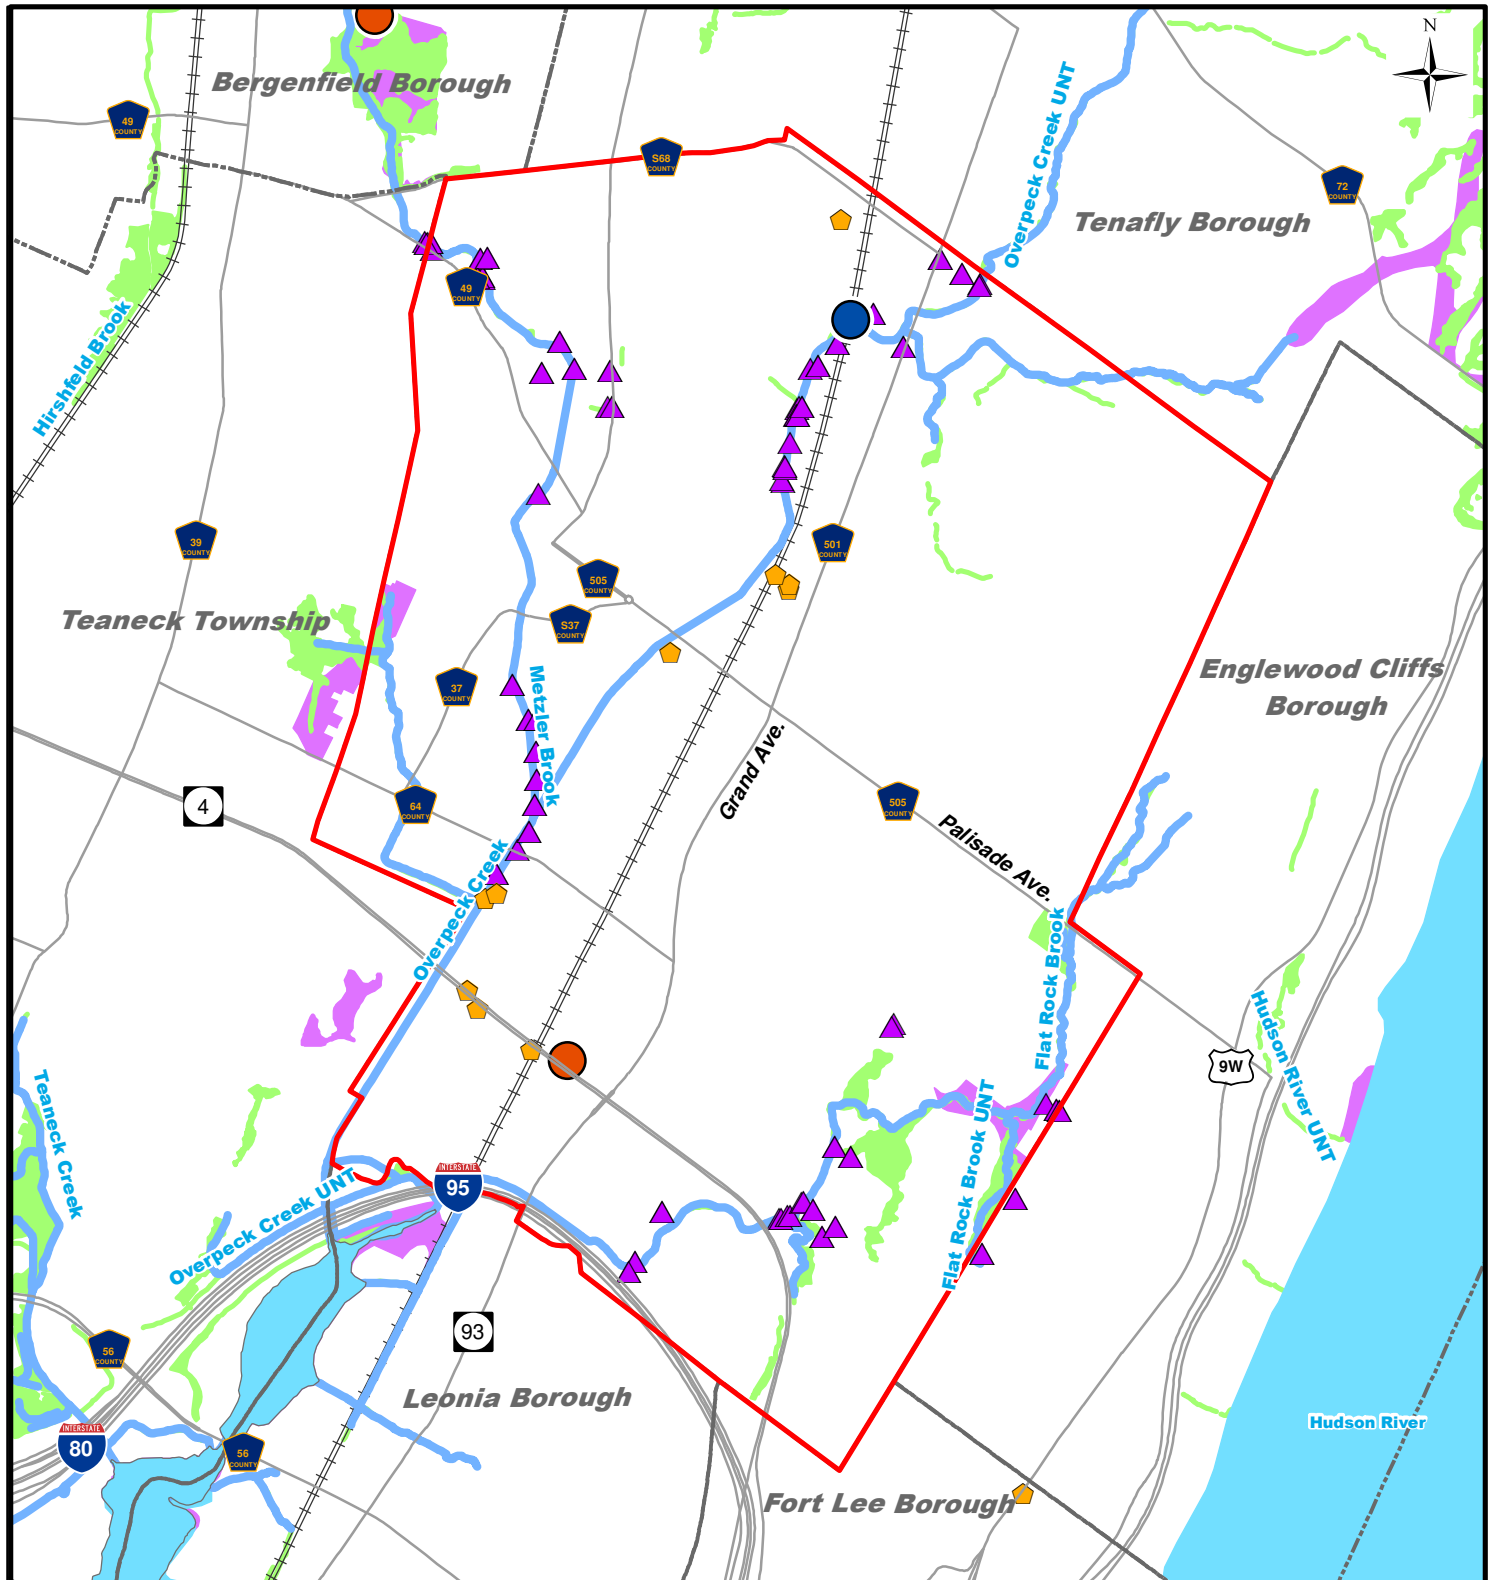 N
Bergenfield Borough
49
COUNTY
S68
COUNTY
Overpeck Creek UNT
72
COUNTY
Tenafly Borough
49
COUNTY
Hirshfeld Brook
39
COUNTY
501
COUNTY
505
COUNTY
S37
COUNTY
Teaneck Township
37
COUNTY
Metzler Brook
Englewood Cliffs
Borough
Grand Ave.
4
64
COUNTY
505
COUNTY
Palisade Ave.
Overpeck Creek
Flat Rock Brook
Hudson River UNT
9W
Teaneck Creek
Flat Rock Brook UNT
INTERSTATE
95
Overpeck Creek UNT
93
56
COUNTY
Leonia Borough
Hudson River
INTERSTATE
80
56
COUNTY
Fort Lee Borough